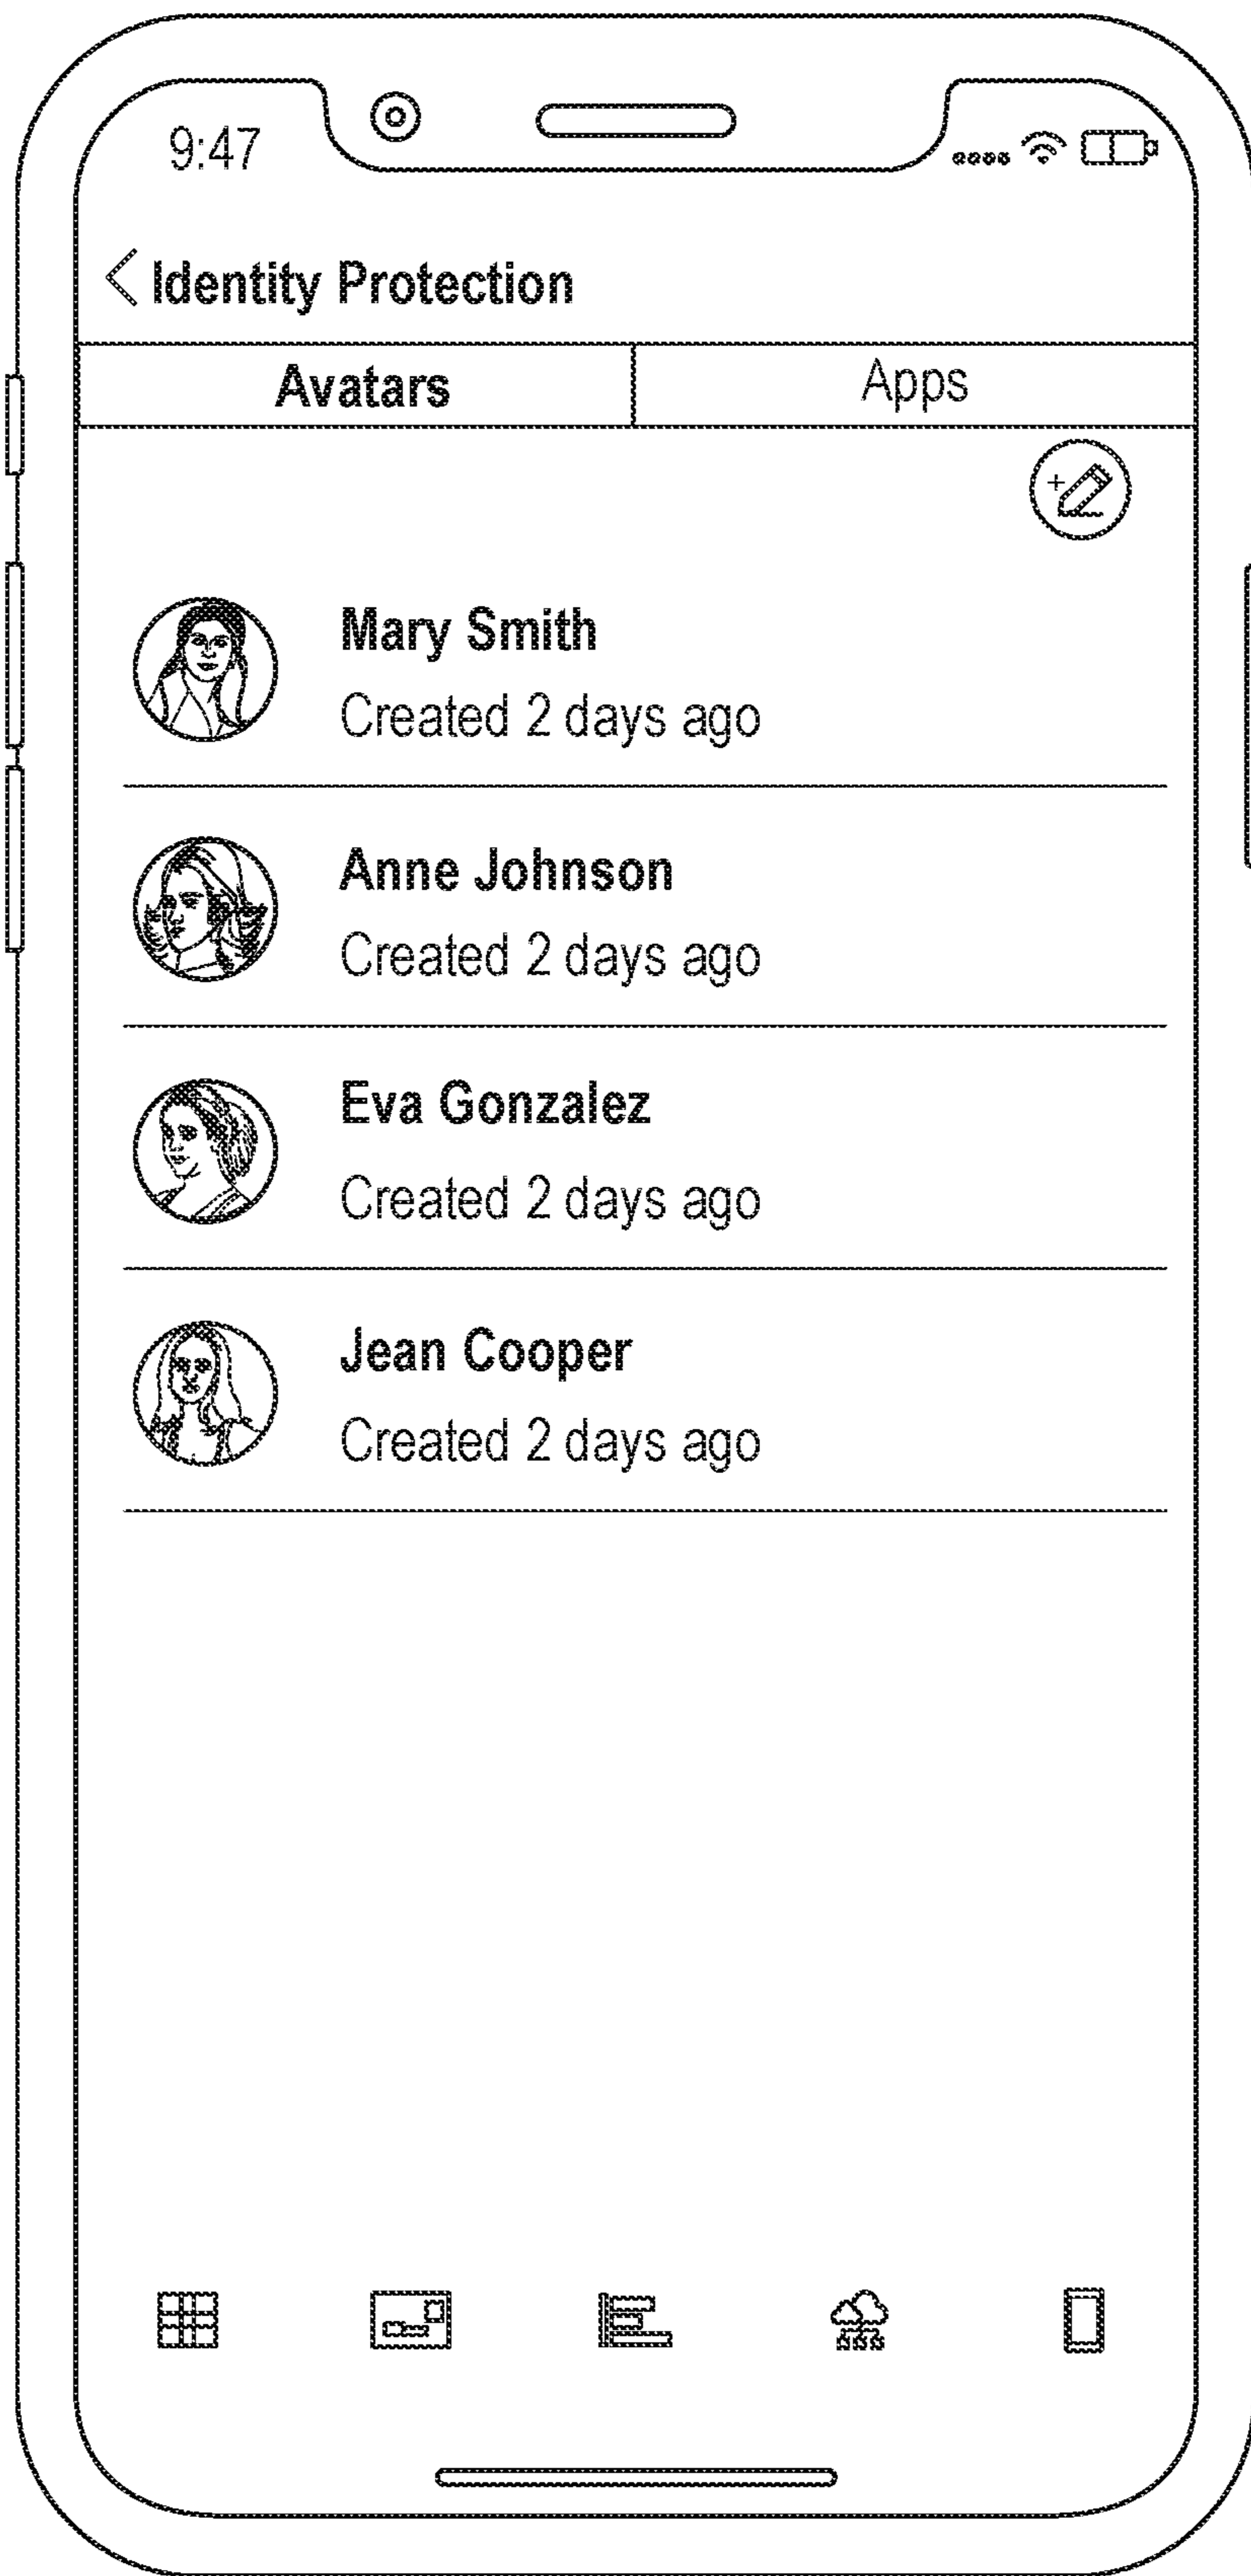 9:47
Identity Protection
Avatars
Apps
Mary Smith
Created 2 days ago
Anne Johnson
Created 2 days ago
Eva Gonzalez
Created 2 days ago
Jean Cooper
Created 2 days ago